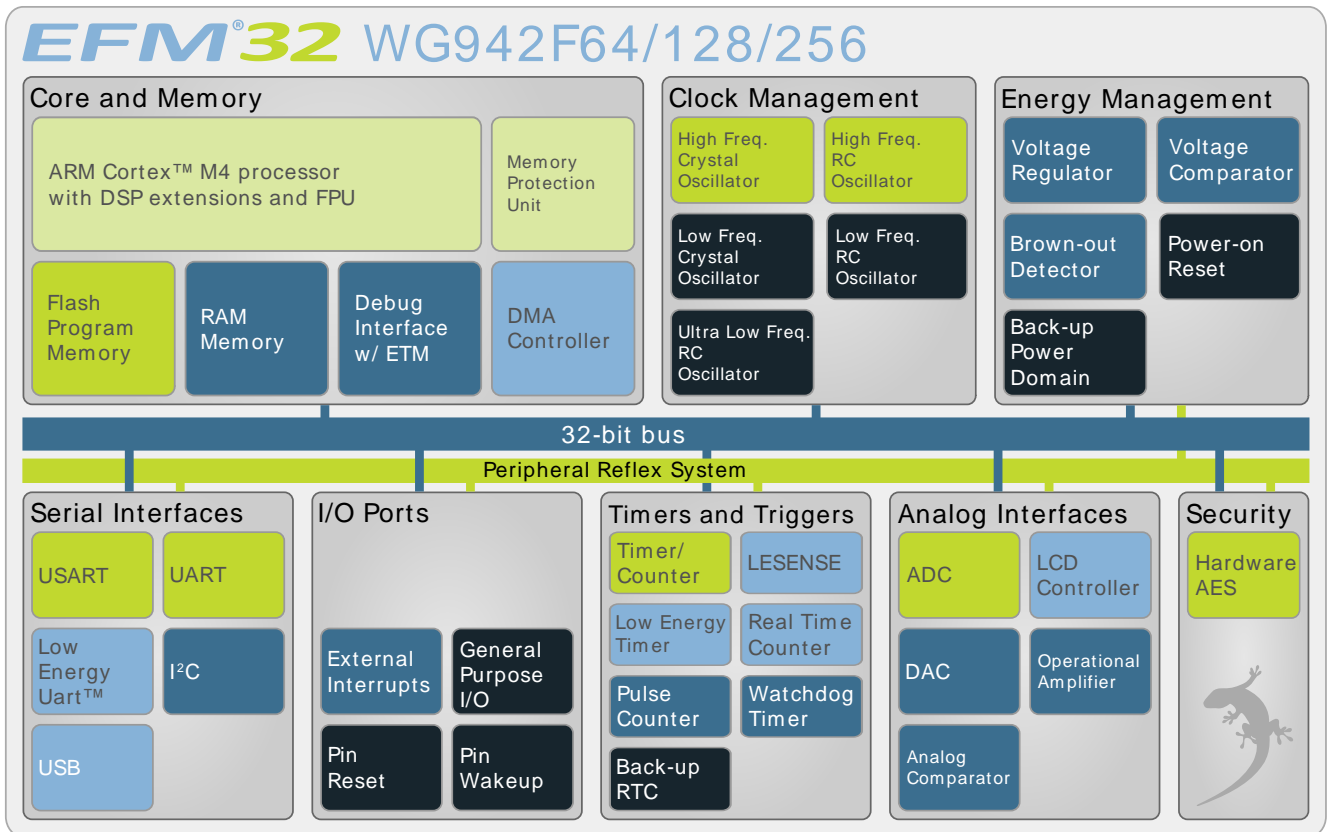 EFM®32 WG942F64/128/256
Core and Memory
ARM Cortex™ M4 processor
with DSP extensions and FPU
Memory
Protection
Unit
Flash
Program
Memory
RAM
Memory
Debug
Interface
w/ ETM
DMA
Controller
Clock Management
High Freq.
Crystal
Oscillator
High Freq.
RC
Oscillator
Low Freq.
Crystal
Oscillator
Low Freq.
RC
Oscillator
Ultra Low Freq.
RC
Oscillator
Energy Management
Voltage
Regulator
Voltage
Comparator
Brown-out
Detector
Power-on
Reset
Back-up
Power
Domain
32-bit bus
Peripheral Reflex System
Serial Interfaces
USART
UART
Low
Energy
Uart™
I²C
USB
I/O Ports
External
Interrupts
General
Purpose
I/O
Pin
Reset
Pin
Wakeup
Timers and Triggers
Timer/
Counter
LESENSE
Low Energy
Timer
Real Time
Counter
Pulse
Counter
Watchdog
Timer
Back-up
RTC
Analog Interfaces
ADC
LCD
Controller
DAC
Operational
Amplifier
Analog
Comparator
Security
Hardware
AES